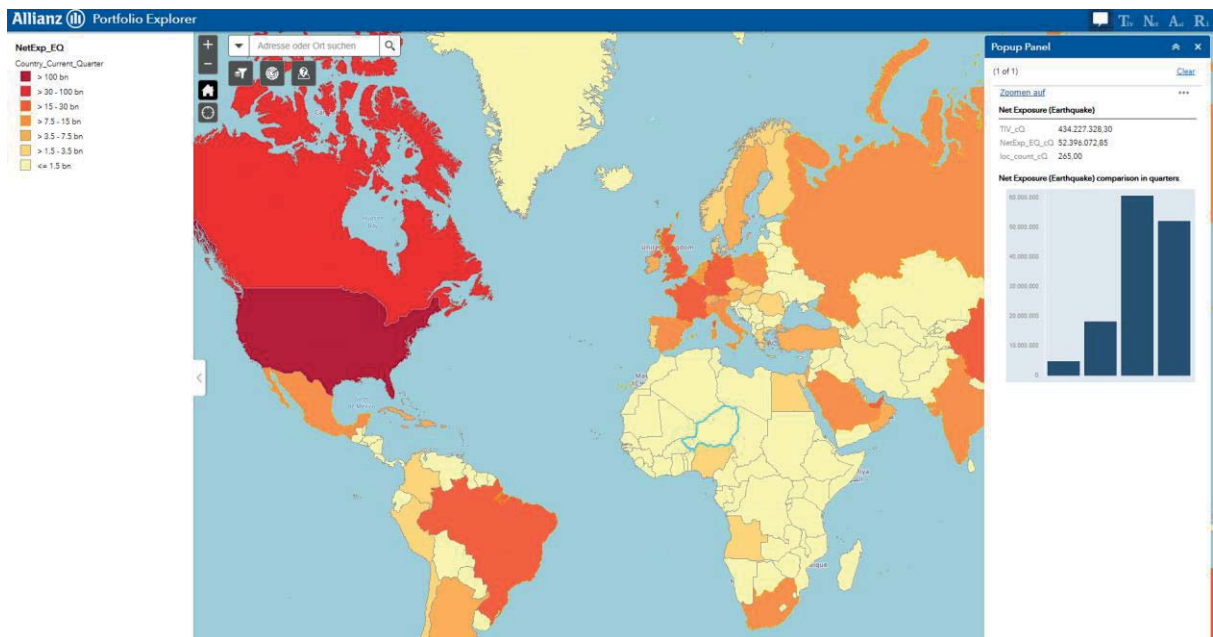 Allianz Portfolio Explorer
NetExp_EQ
Country_Current_Quarter
> 100 bn
> 30 - 100 bn
> 15 - 30 bn
> 7.5 - 15 bn
> 3.5 - 7.5 bn
> 1.5 - 3.5 bn
<= 1.5 bn
+
−
Adresse oder Ort suchen
Popup Panel
(1 of 1)
Clear
Zoomen auf
Net Exposure (Earthquake)
TIV_cQ 434.227.328,30
NetExp_EQ_cQ 52.396.072,85
loc_count_cQ 265,00
Net Exposure (Earthquake) comparison in quarters
60.000.000
50.000.000
40.000.000
30.000.000
20.000.000
10.000.000
0